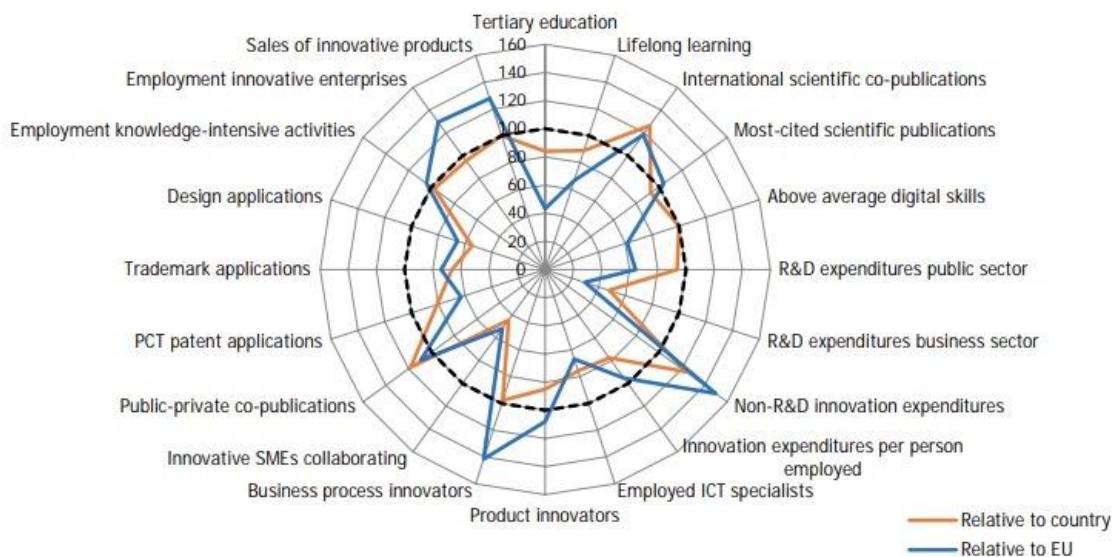 Tertiary education
Sales of innovative products
Lifelong learning
Employment innovative enterprises
International scientific co-publications
Employment knowledge-intensive activities
Most-cited scientific publications
Design applications
Above average digital skills
Trademark applications
R&D expenditures public sector
PCT patent applications
R&D expenditures business sector
Public-private co-publications
Non-R&D innovation expenditures
Innovative SMEs collaborating
Innovation expenditures per person
employed
Business process innovators
Employed ICT specialists
Product innovators
160
140
120
100
80
60
40
20
0
Relative to country
Relative to EU